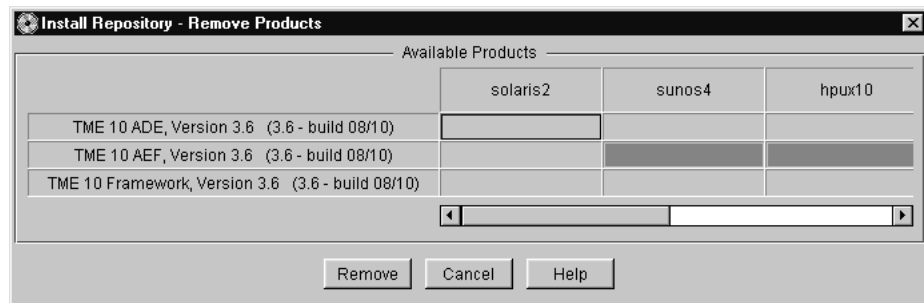 Install Repository - Remove Products
Available Products
solaris2 sunos4 hpux10
TME 10 ADE, Version 3.6 (3.6 - build 08/10)
TME 10 AEF, Version 3.6 (3.6 - build 08/10)
TME 10 Framework, Version 3.6 (3.6 - build 08/10)
Remove Cancel Help